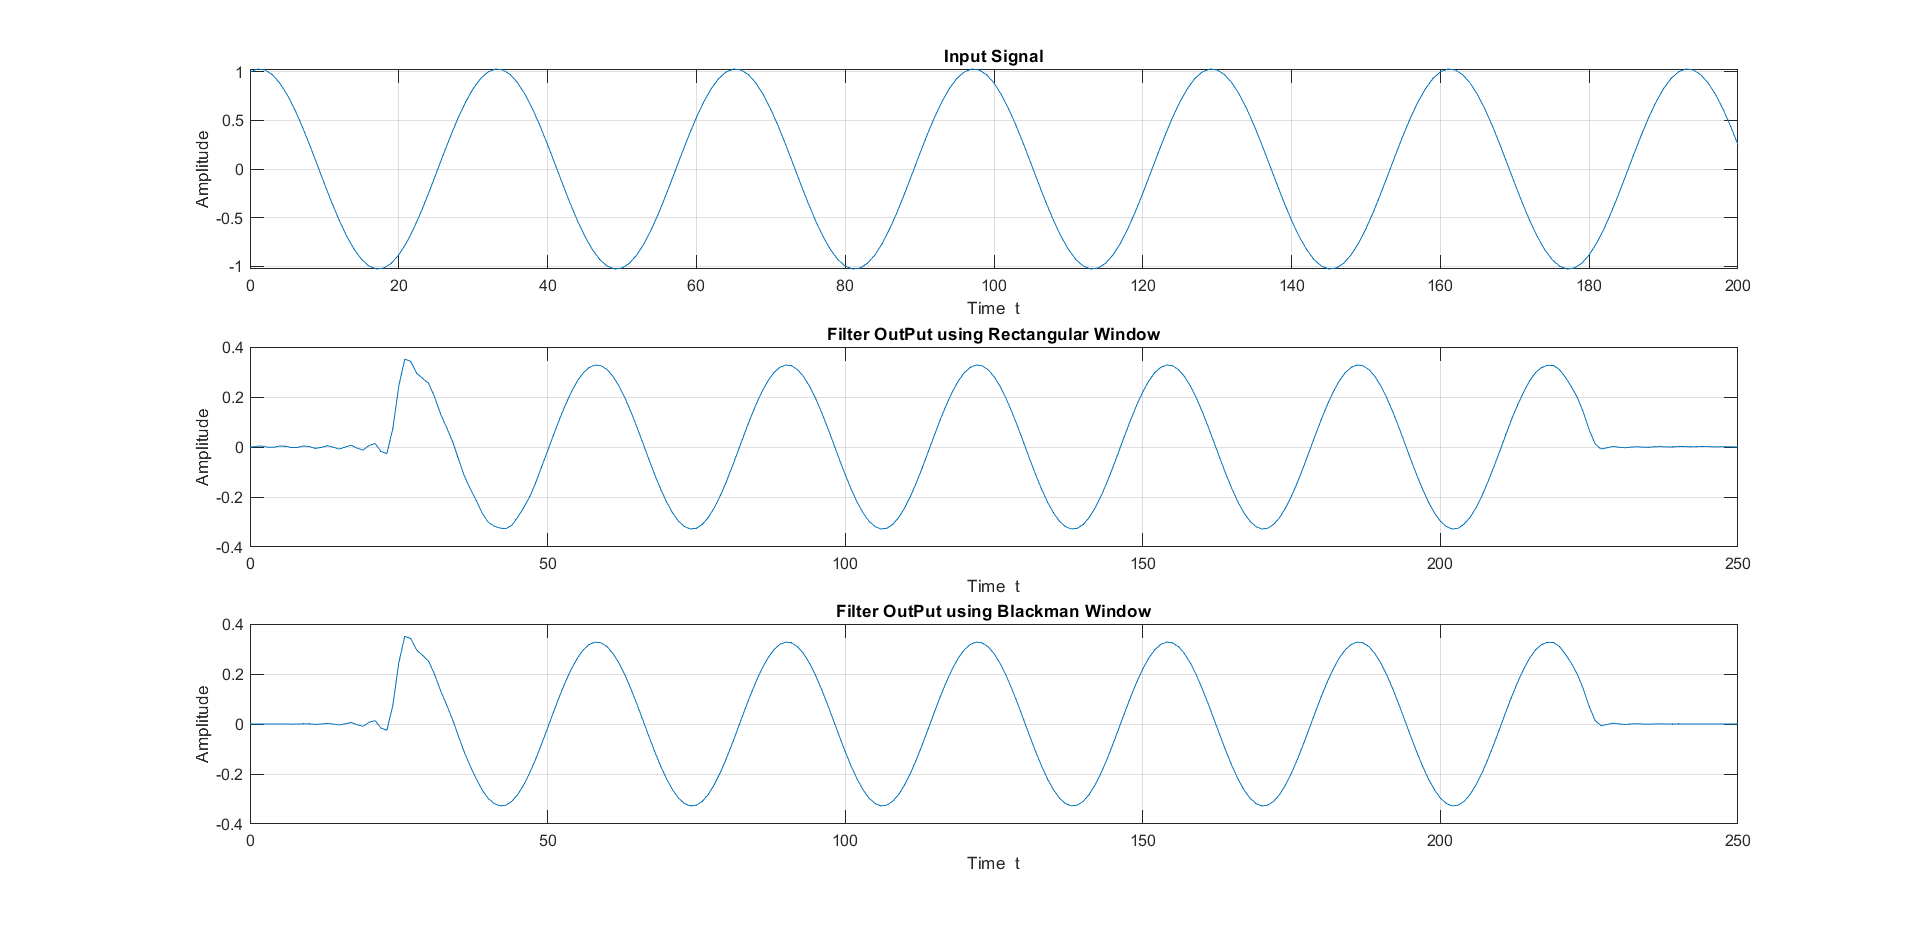 Input Signal
1
0.5
0
-0.5
-1
Amplitude
0 20 40 60 80 100 120 140 160 180 200
Time t
Filter OutPut using Rectangular Window
0.4
0.2
0
-0.2
-0.4
Amplitude
0 50 100 150 200 250
Time t
Filter OutPut using Blackman Window
0.4
0.2
0
-0.2
-0.4
Amplitude
0 50 100 150 200 250
Time t